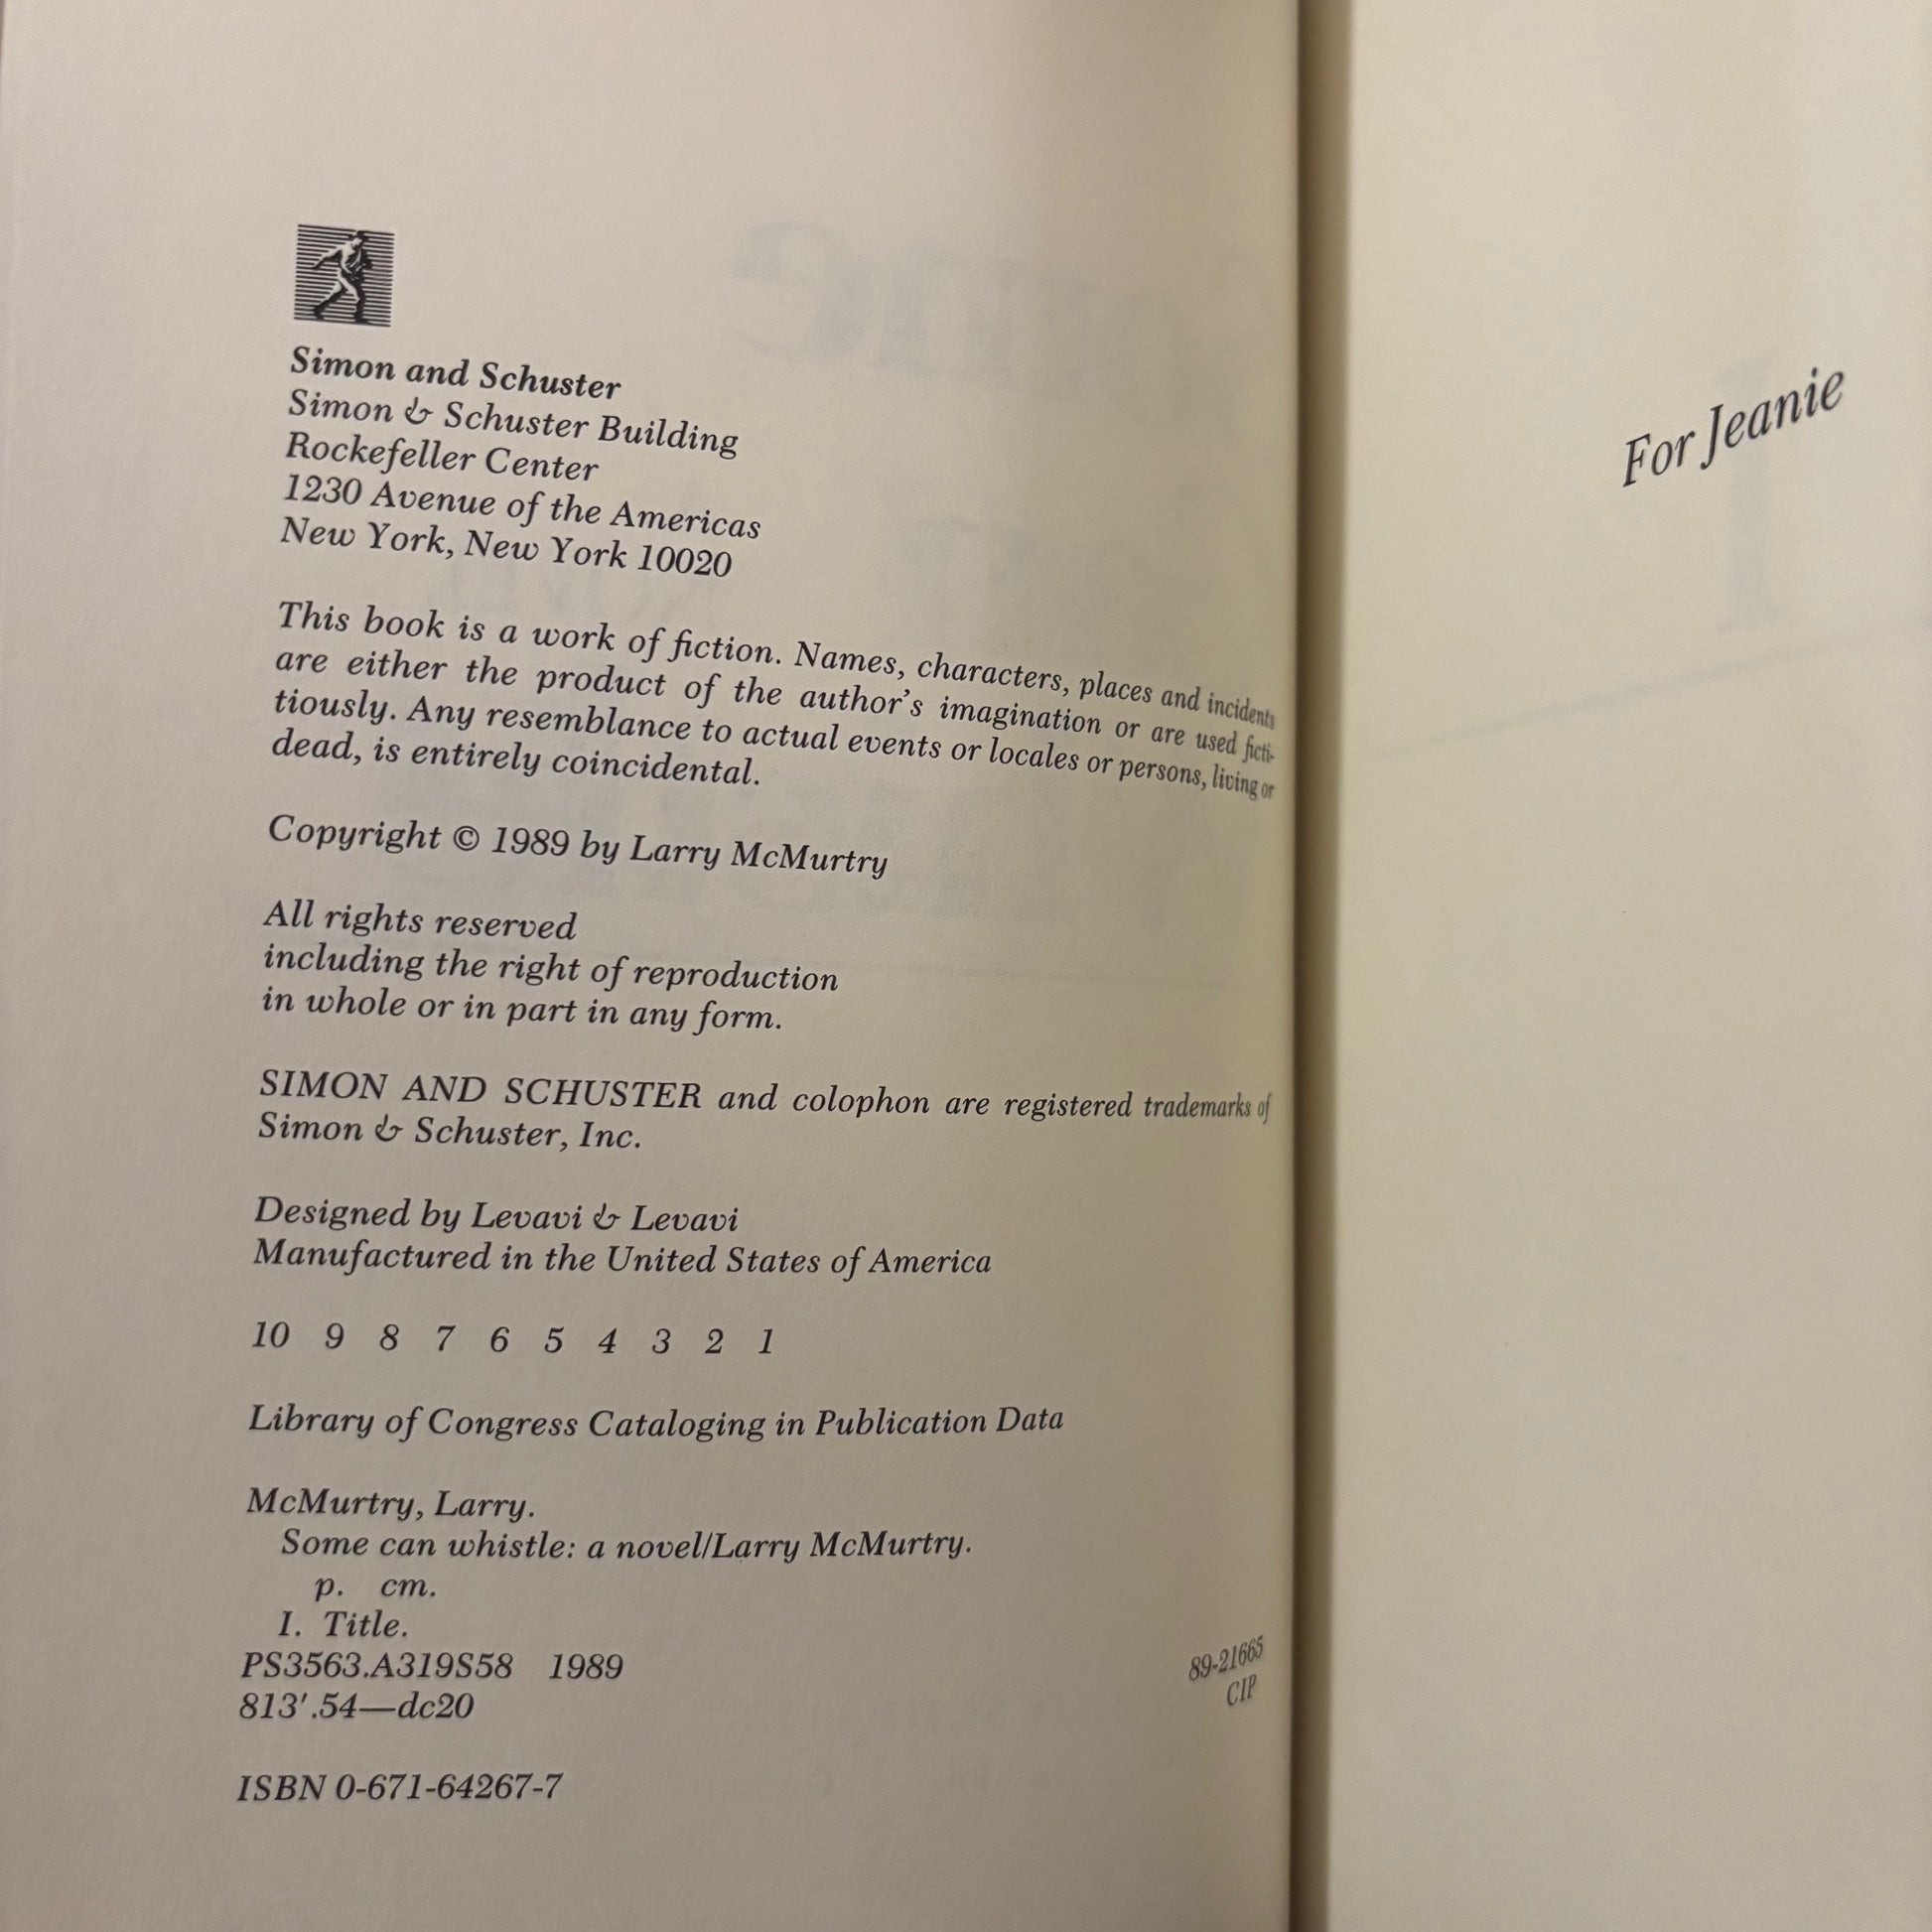 Simon and Schuster
Simon & Schuster Building
Rockefeller Center
1230 Avenue of the Americas
New York, New York 10020
This book is a work of fiction. Names, characters, places and incidents
are either the product of the author's imagination or are used ficti-
tiously. Any resemblance to actual events or locales or persons, living or
dead, is entirely coincidental.
Copyright © 1989 by Larry McMurtry
All rights reserved
including the right of reproduction
in whole or in part in any form.
SIMON AND SCHUSTER and colophon are registered trademarks of
Simon & Schuster, Inc.
Designed by Levavi & Levavi
Manufactured in the United States of America
10 9 8 7 6 5 4 3 2 1
Library of Congress Cataloging in Publication Data
McMurtry, Larry.
Some can whistle: a novel/Larry McMurtry.
p. cm.
I. Title.
PS3563.A319S58 1989
89-21665
813'.54—dc20
CIP
ISBN 0-671-64267-7
For Jeanie